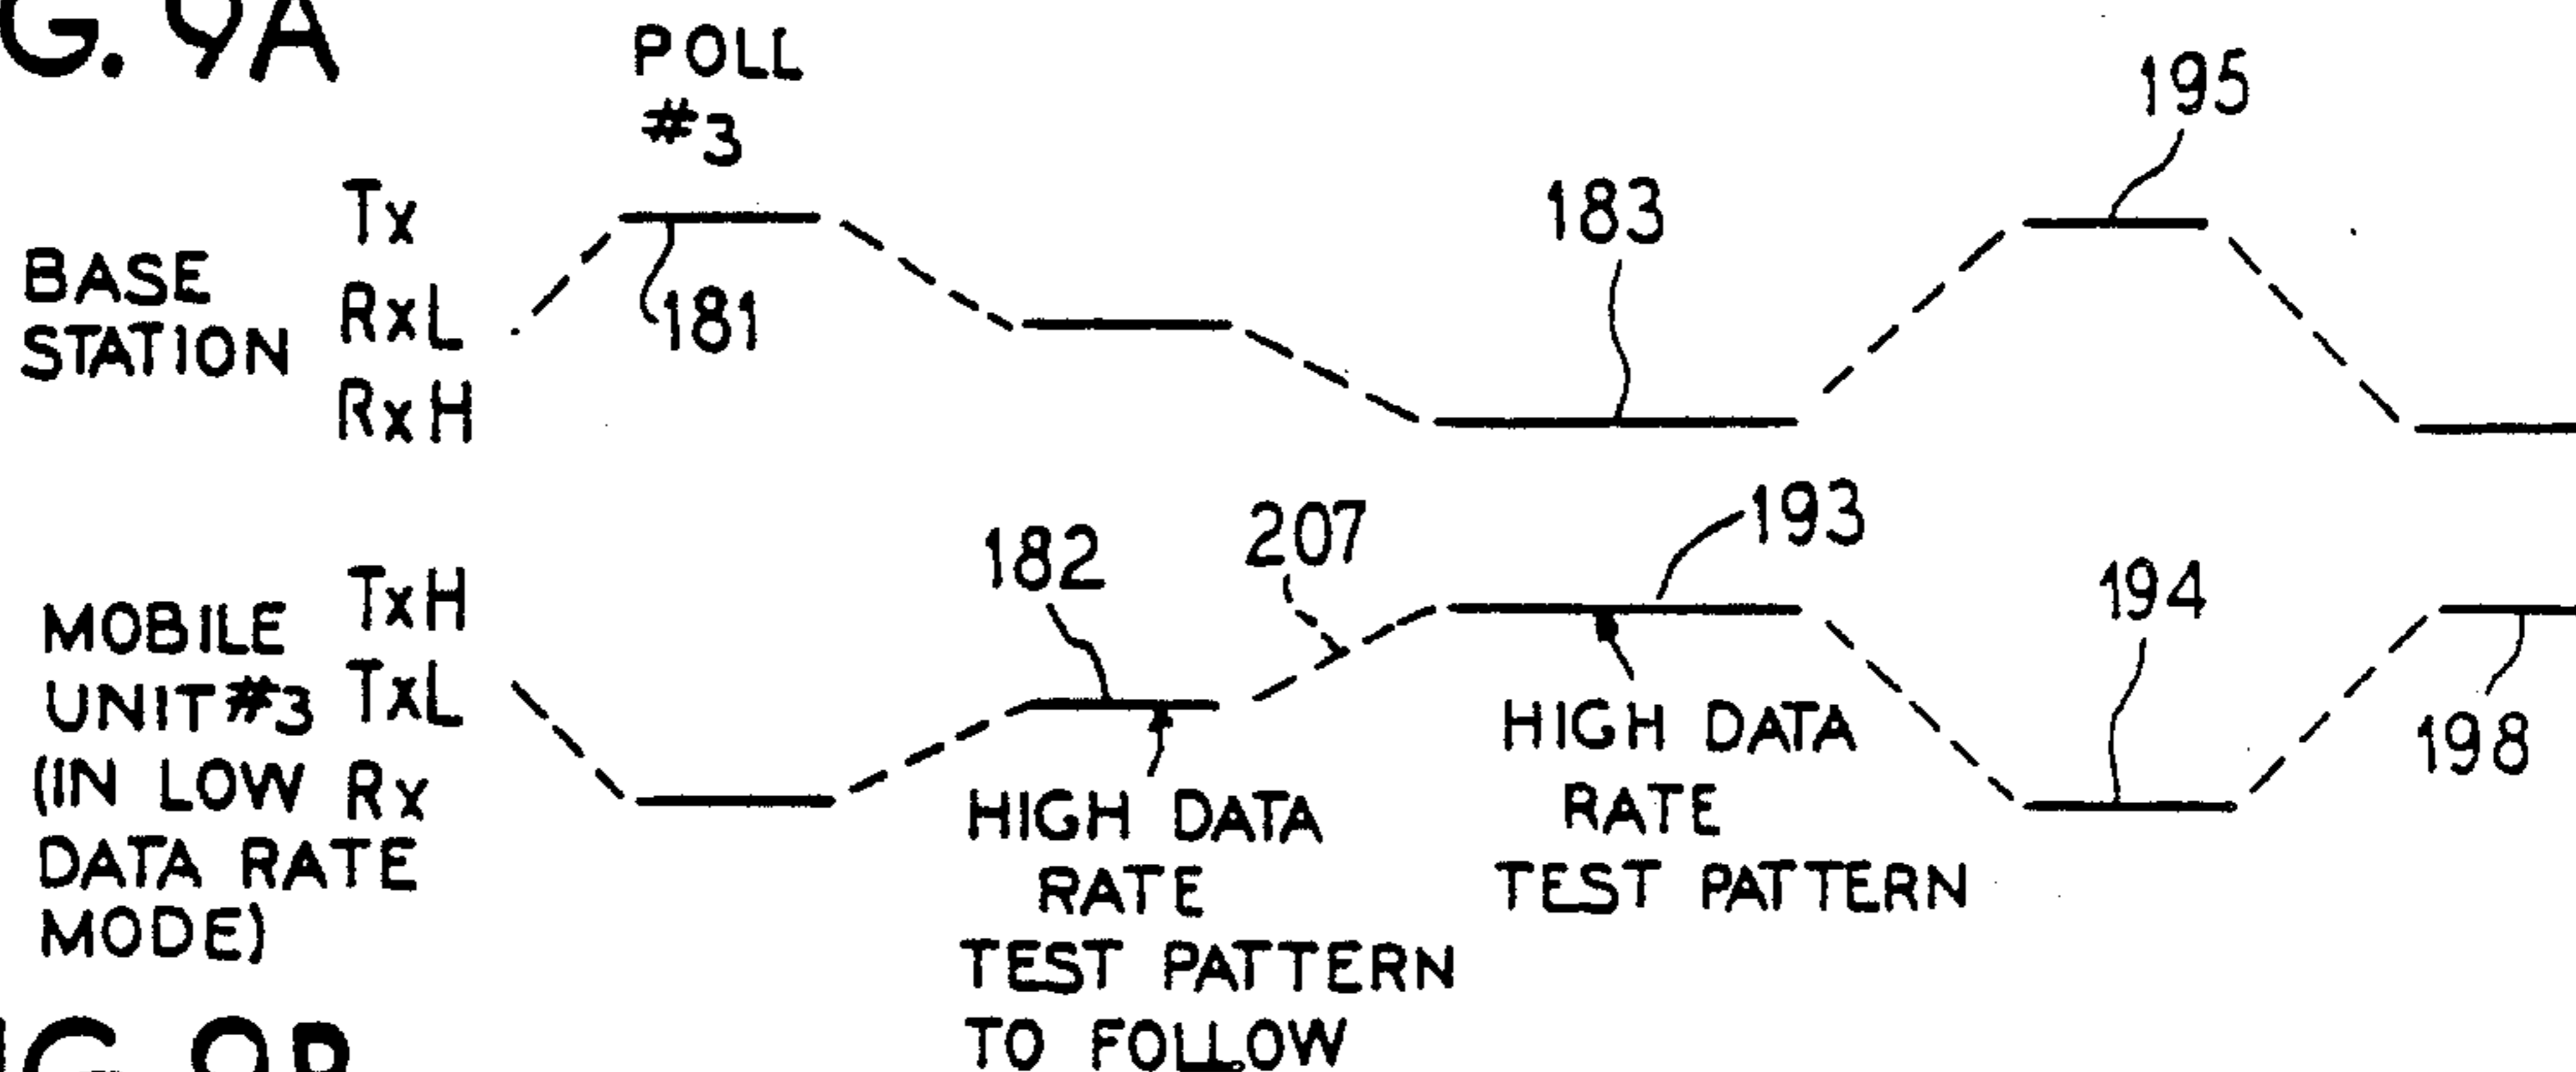 G. 9A
POLL
#3
195
Tx
183
BASE
STATION
RxL
181
RxH
193
207
182
TxH
194
MOBILE
UNIT#3
(IN LOW
DATA RATE
MODE)
TxL
Rx
198
HIGH DATA
RATE
TEST PATTERN
HIGH DATA
RATE
TEST PATTERN
TO FOLLOW